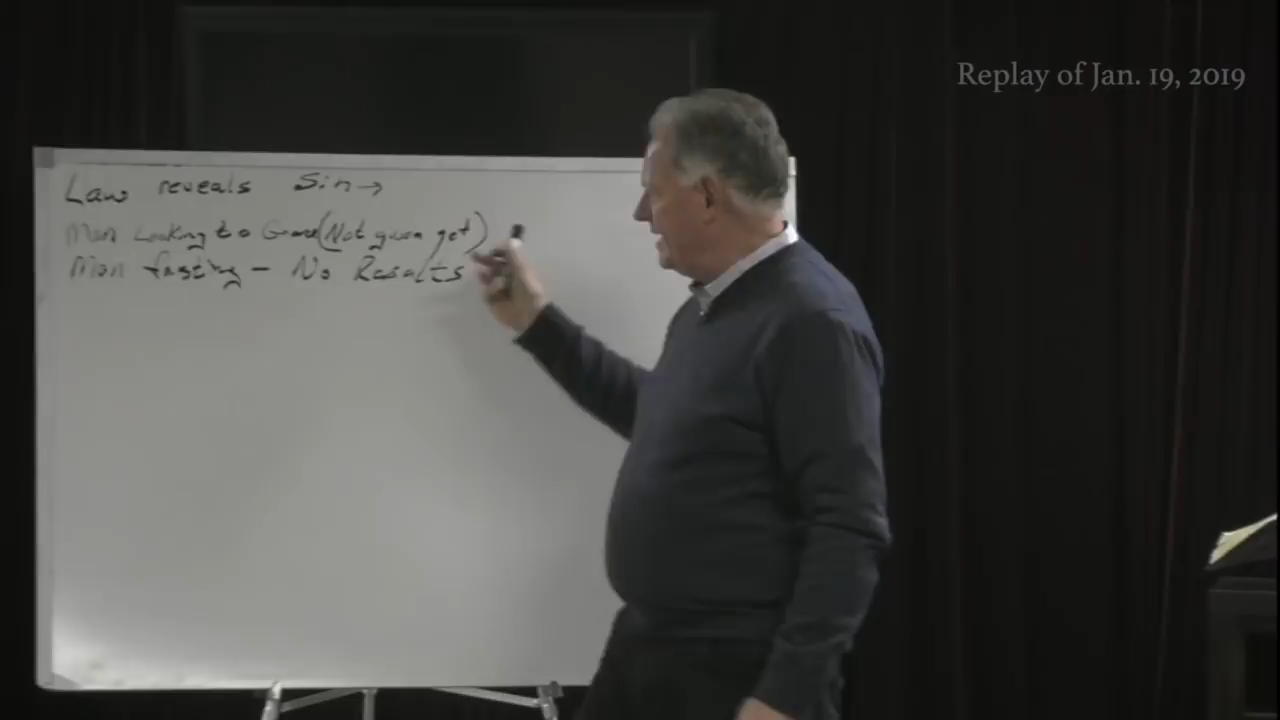 Replay of Jan. 19, 2019
Law reveals Sin →
Man Looking to Grace (Not given yet)
Man fasting - No Results